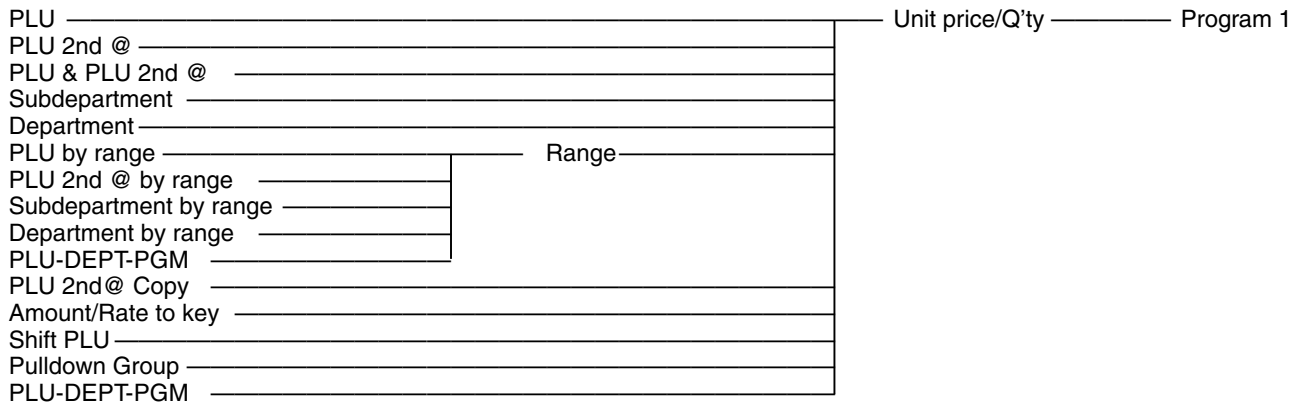 PLU Unit price/Q'ty Program 1
PLU 2nd @
PLU & PLU 2nd @
Subdepartment
Department
PLU by range Range
PLU 2nd @ by range
Subdepartment by range
Department by range
PLU-DEPT-PGM
PLU 2nd@ Copy
Amount/Rate to key
Shift PLU
Pulldown Group
PLU-DEPT-PGM